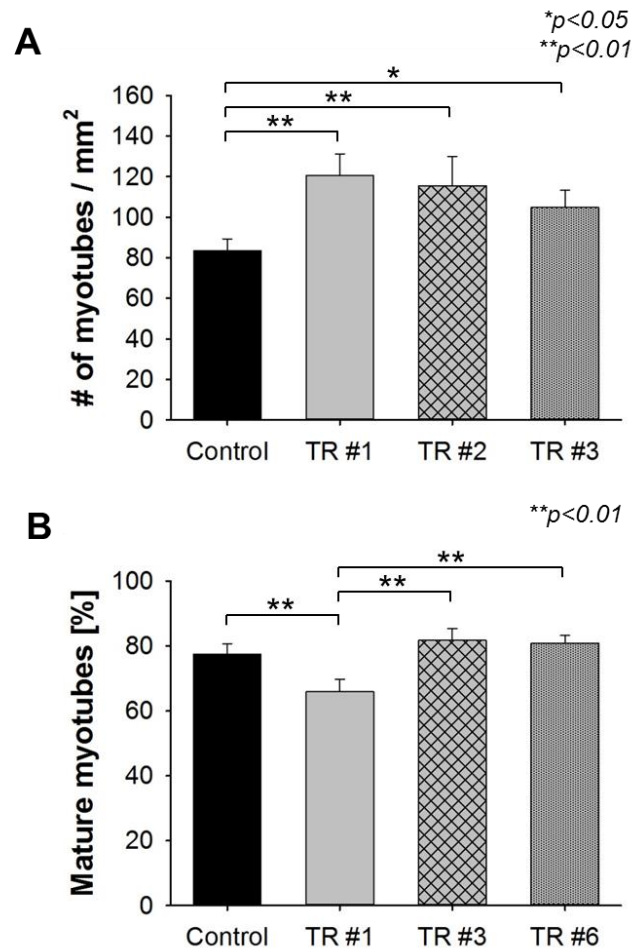 A
*p<0.05
**p<0.01
*
**
**
# of myotubes / mm²
160
140
120
100
80
60
40
20
0
Control TR #1 TR #2 TR #3
B
**p<0.01
**
**
**
Mature myotubes [%]
100
80
60
40
20
0
Control TR #1 TR #3 TR #6